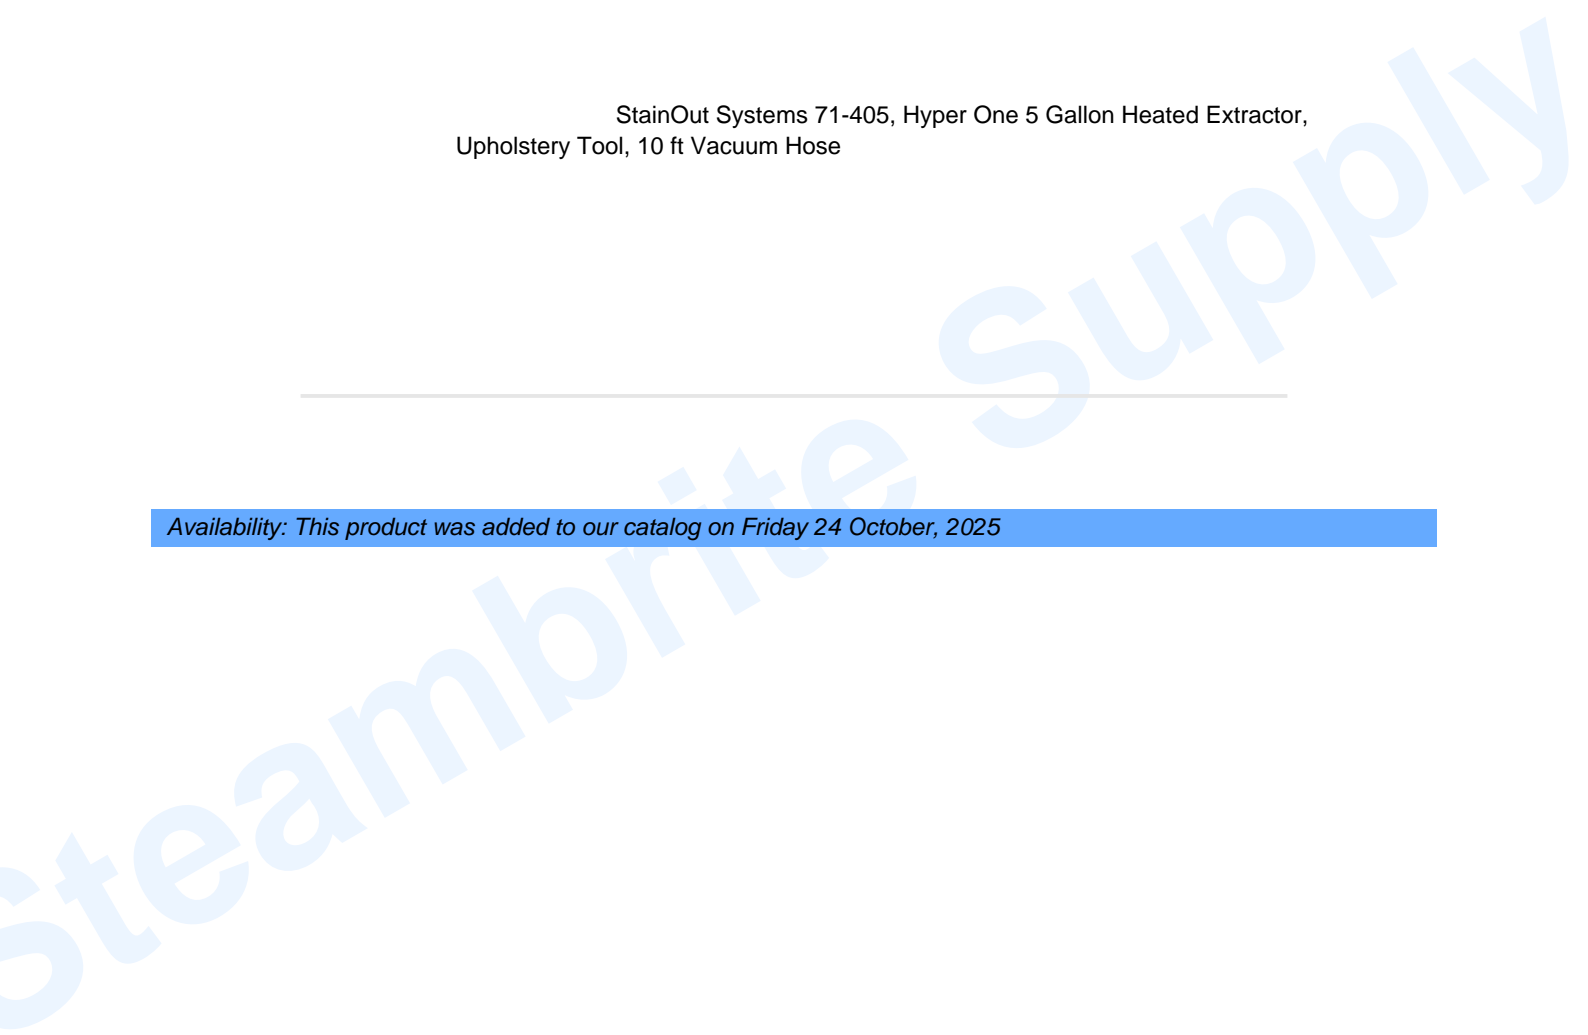 StainOut Systems 71-405, Hyper One 5 Gallon Heated Extractor,
Upholstery Tool, 10 ft Vacuum Hose
Availability: This product was added to our catalog on Friday 24 October, 2025
Steambrite Supply